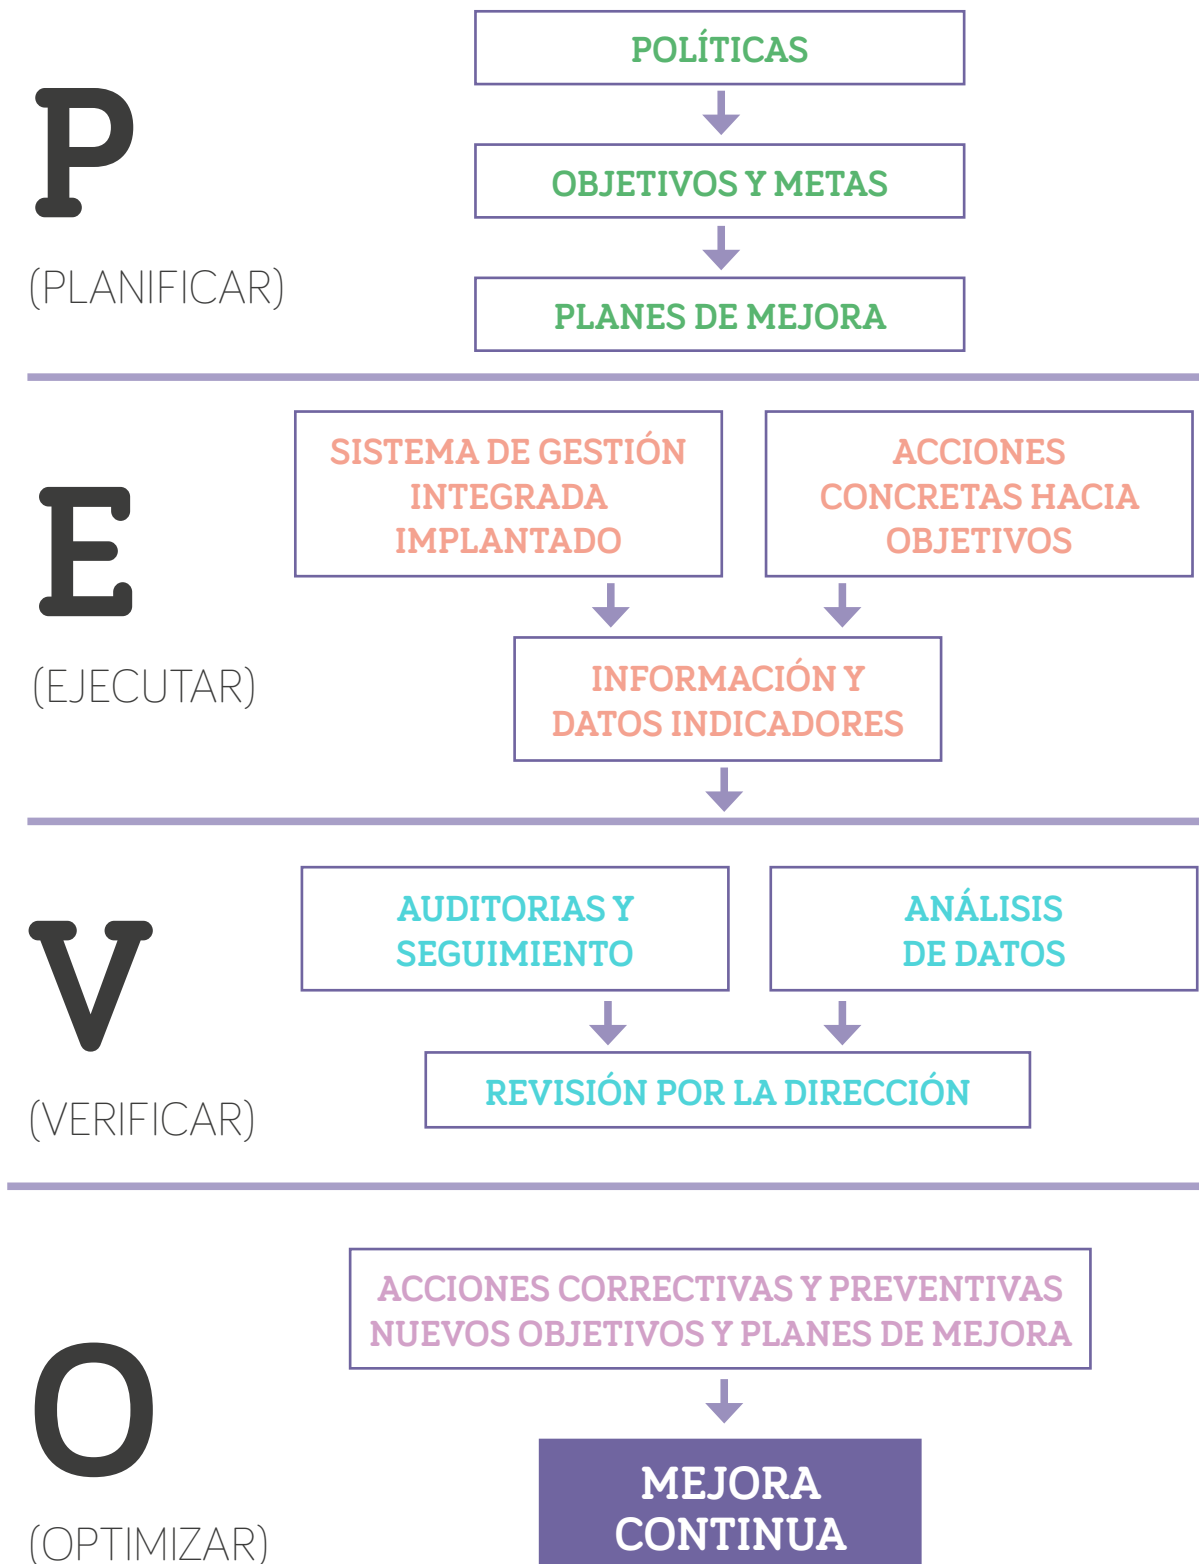 P
(PLANIFICAR)
POLÍTICAS
OBJETIVOS Y METAS
PLANES DE MEJORA
E
(EJECUTAR)
SISTEMA DE GESTIÓN
INTEGRADA
IMPLANTADO
ACCIONES
CONCRETAS HACIA
OBJETIVOS
INFORMACIÓN Y
DATOS INDICADORES
V
(VERIFICAR)
AUDITORIAS Y
SEGUIMIENTO
ANÁLISIS
DE DATOS
REVISIÓN POR LA DIRECCIÓN
O
(OPTIMIZAR)
ACCIONES CORRECTIVAS Y PREVENTIVAS
NUEVOS OBJETIVOS Y PLANES DE MEJORA
MEJORA
CONTINUA